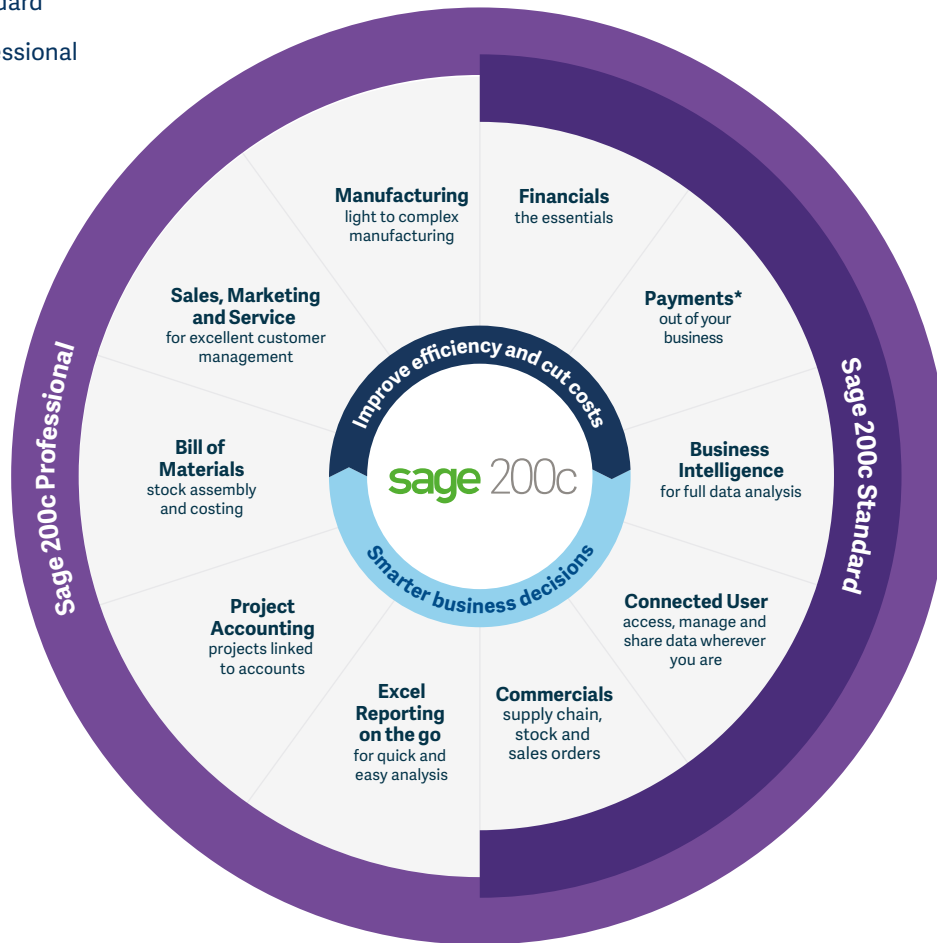 essional
Manufacturing
light to complex
manufacturing
Financials
the essentials
Sales, Marketing
and Service
for excellent customer
management
Payments*
out of your
business
Improve efficiency and cut costs
Sage 200c Professional
Sage 200c Standard
Bill of
Materials
stock assembly
and costing
sage 200c
Business
Intelligence
for full data analysis
Smarter business decisions
Project
Accounting
projects linked
to accounts
Connected User
access, manage and
share data wherever
you are
Excel
Reporting
on the go
for quick and
easy analysis
Commercials
supply chain,
stock and
sales orders